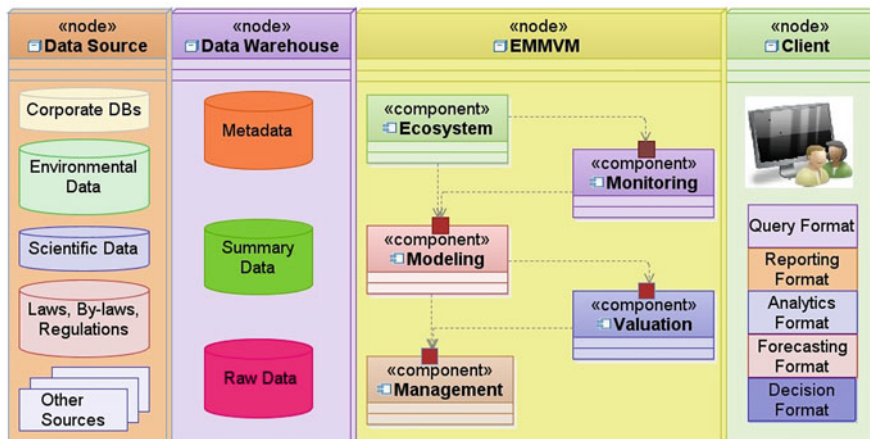 «node»
Data Source
Corporate DBs
Environmental
Data
Scientific Data
Laws, By-laws,
Regulations
Other
Sources
«node»
Data Warehouse
Metadata
Summary
Data
Raw Data
«node»
EMMVM
«component»
Ecosystem
«component»
Monitoring
«component»
Modeling
«component»
Valuation
«component»
Management
«node»
Client
Query Format
Reporting
Format
Analytics
Format
Forecasting
Format
Decision
Format